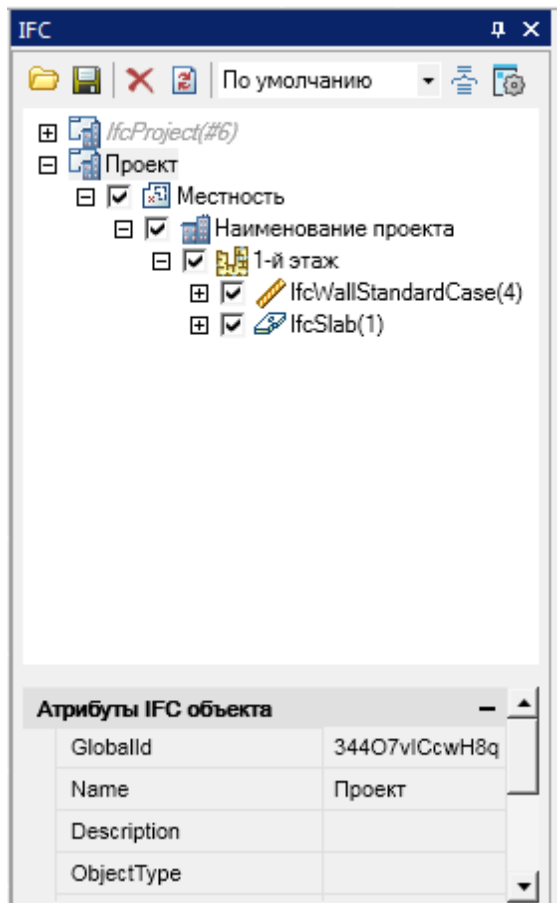 IFC
По умолчанию
IfcProject(#6)
Проект
Местность
Наименование проекта
1-й этаж
IfcWallStandardCase(4)
IfcSlab(1)
Атрибуты IFC объекта
GlobalId 344O7vICcwH8q
Name Проект
Description
ObjectType